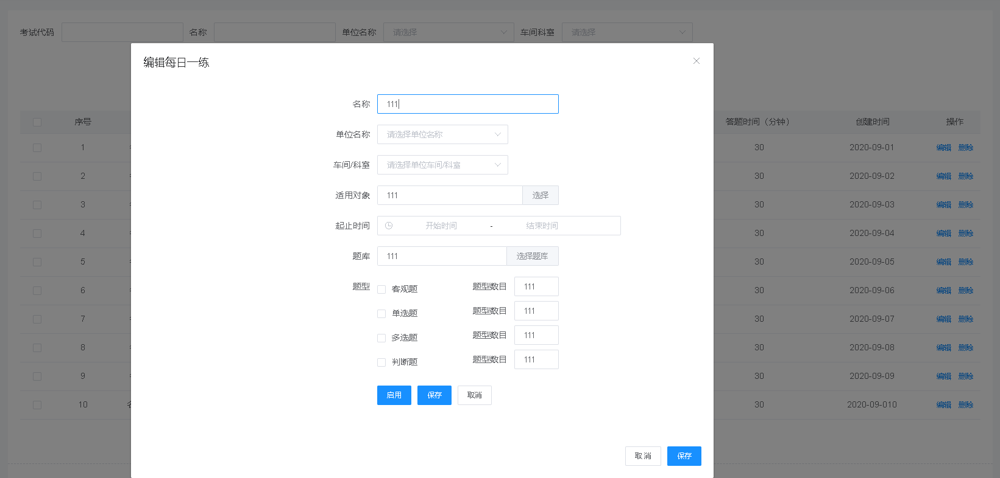 考试代码 名称 单位名称 请选择 车间科室 请选择
编辑每日一练
名称 111
单位名称 请选择单位名称
车间/科室 请选择单位车间/科室
适用对象 111 选择
起止时间 开始时间 - 结束时间
题库 111 选择题库
题型 客观题 题型数目 111
单选题 题型数目 111
多选题 题型数目 111
判断题 题型数目 111
启用 保存 取消
取消 保存
序号 答题时间（分钟） 创建时间 操作
1 30 2020-09-01 编辑 删除
2 30 2020-09-02 编辑 删除
3 30 2020-09-03 编辑 删除
4 30 2020-09-04 编辑 删除
5 30 2020-09-05 编辑 删除
6 30 2020-09-06 编辑 删除
7 30 2020-09-07 编辑 删除
8 30 2020-09-08 编辑 删除
9 30 2020-09-09 编辑 删除
10 30 2020-09-010 编辑 删除